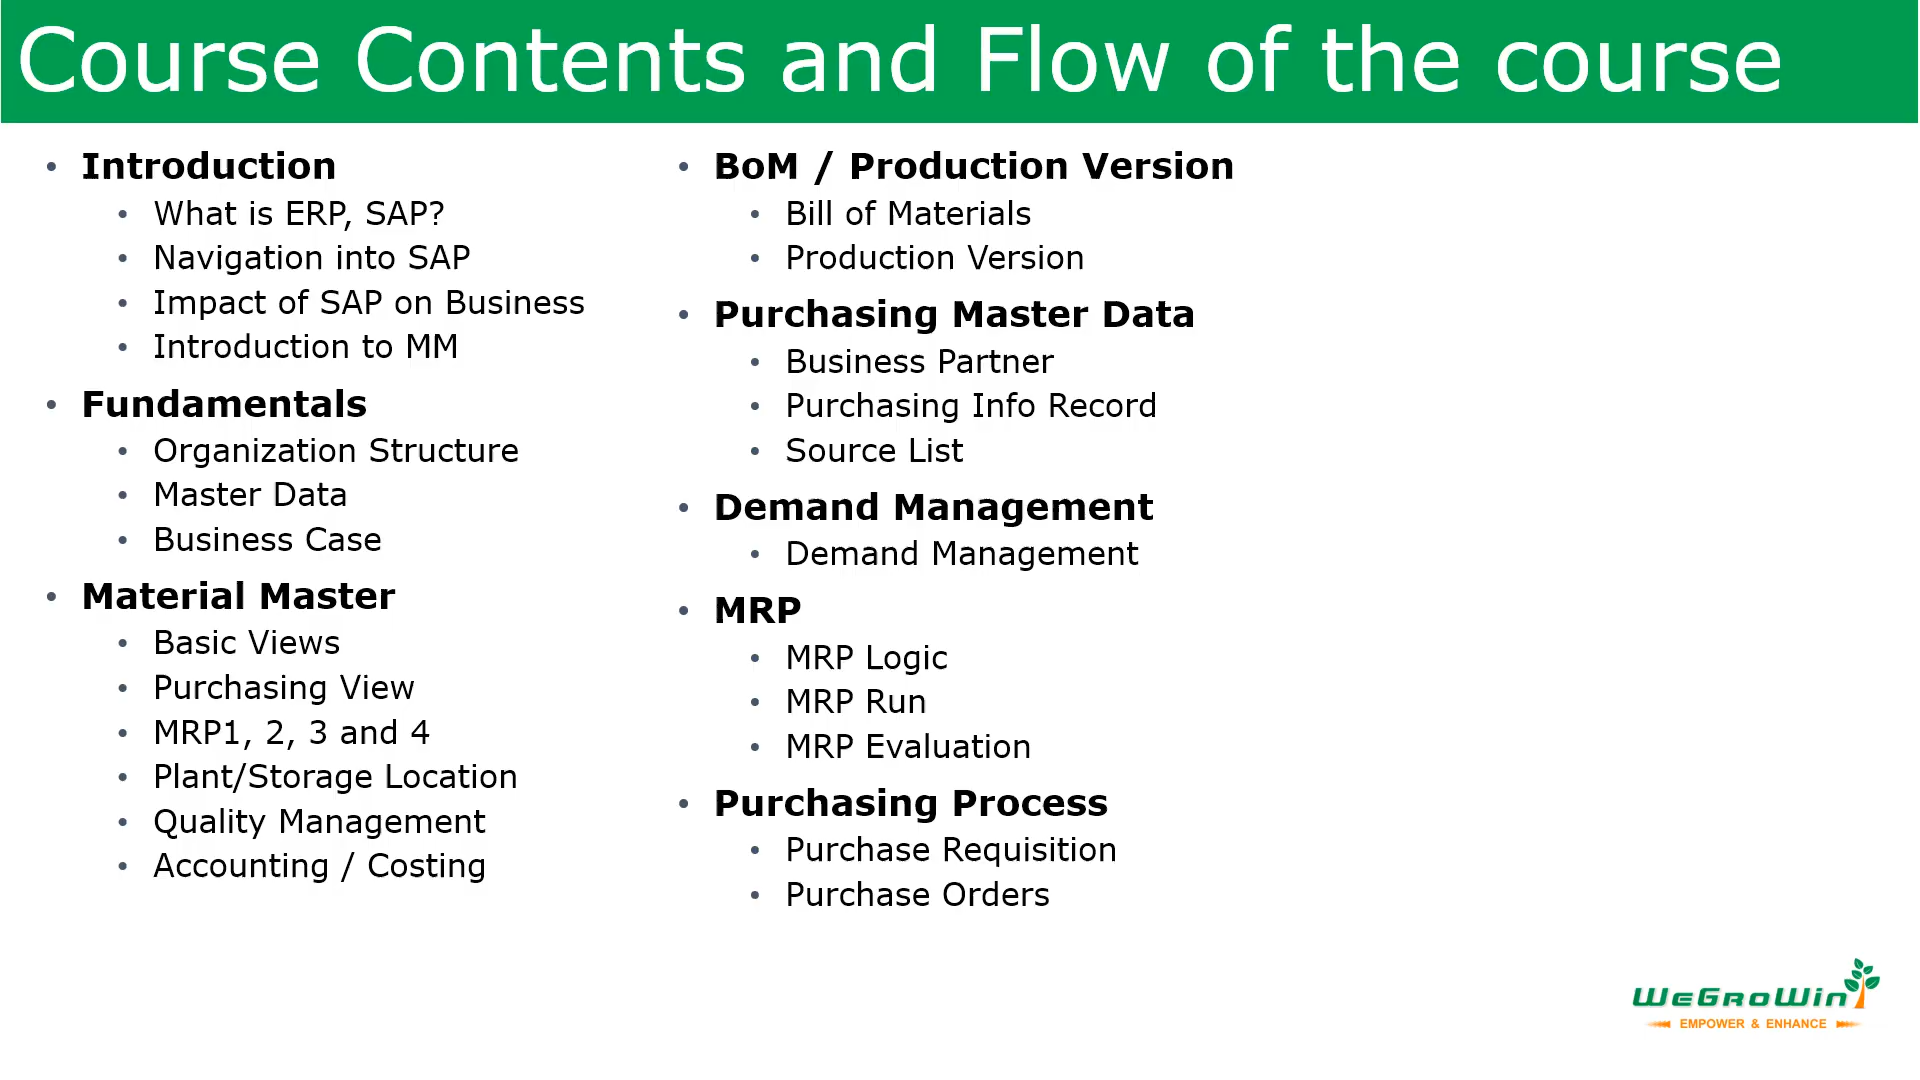 Course Contents and Flow of the course
• Introduction
• What is ERP, SAP?
• Navigation into SAP
• Impact of SAP on Business
• Introduction to MM
• Fundamentals
• Organization Structure
• Master Data
• Business Case
• Material Master
• Basic Views
• Purchasing View
• MRP1, 2, 3 and 4
• Plant/Storage Location
• Quality Management
• Accounting / Costing
• BoM / Production Version
• Bill of Materials
• Production Version
• Purchasing Master Data
• Business Partner
• Purchasing Info Record
• Source List
• Demand Management
• Demand Management
• MRP
• MRP Logic
• MRP Run
• MRP Evaluation
• Purchasing Process
• Purchase Requisition
• Purchase Orders
WeGroWin
EMPOWER & ENHANCE